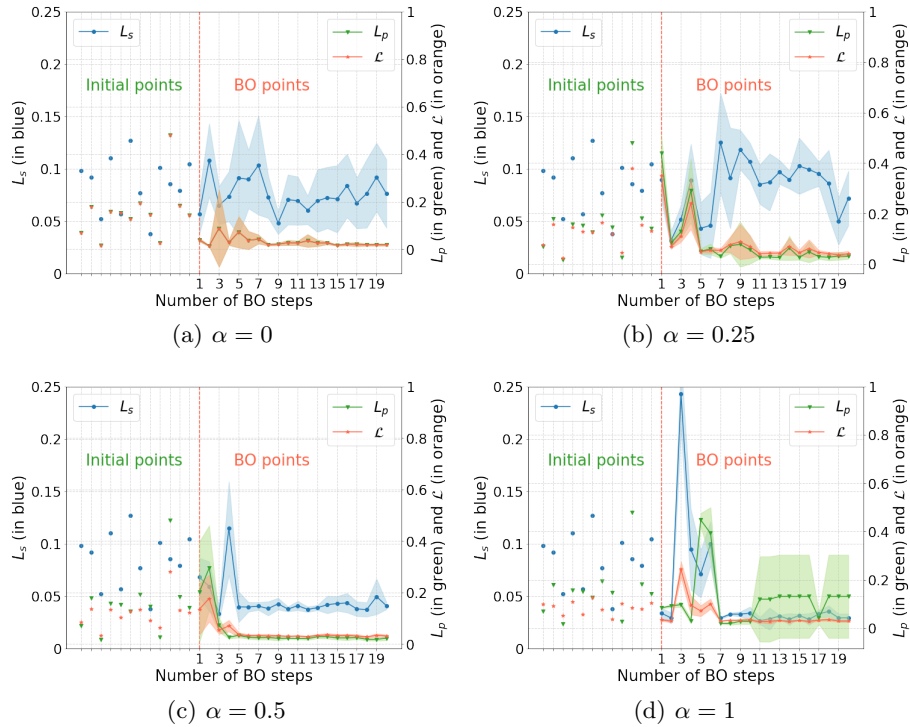 1
0.25
L_s
L_p
ℒ
0.2
0.8
Initial points
BO points
0.15
0.6
0.1
0.4
0.05
0.2
0
0
1 3 5 7 9 11 13 15 17 19
Number of BO steps
L_s (in blue)
L_p (in green) and ℒ (in orange)
(a) α = 0
1
0.25
L_s
L_p
ℒ
0.2
0.8
Initial points
BO points
0.15
0.6
0.1
0.4
0.05
0.2
0
0
1 3 5 7 9 11 13 15 17 19
Number of BO steps
L_s (in blue)
L_p (in green) and ℒ (in orange)
(b) α = 0.25
1
0.25
L_s
L_p
ℒ
0.2
0.8
Initial points
BO points
0.15
0.6
0.1
0.4
0.05
0.2
0
0
1 3 5 7 9 11 13 15 17 19
Number of BO steps
L_s (in blue)
L_p (in green) and ℒ (in orange)
(c) α = 0.5
1
0.25
L_s
L_p
ℒ
0.2
0.8
Initial points
BO points
0.15
0.6
0.1
0.4
0.05
0.2
0
0
1 3 5 7 9 11 13 15 17 19
Number of BO steps
L_s (in blue)
L_p (in green) and ℒ (in orange)
(d) α = 1